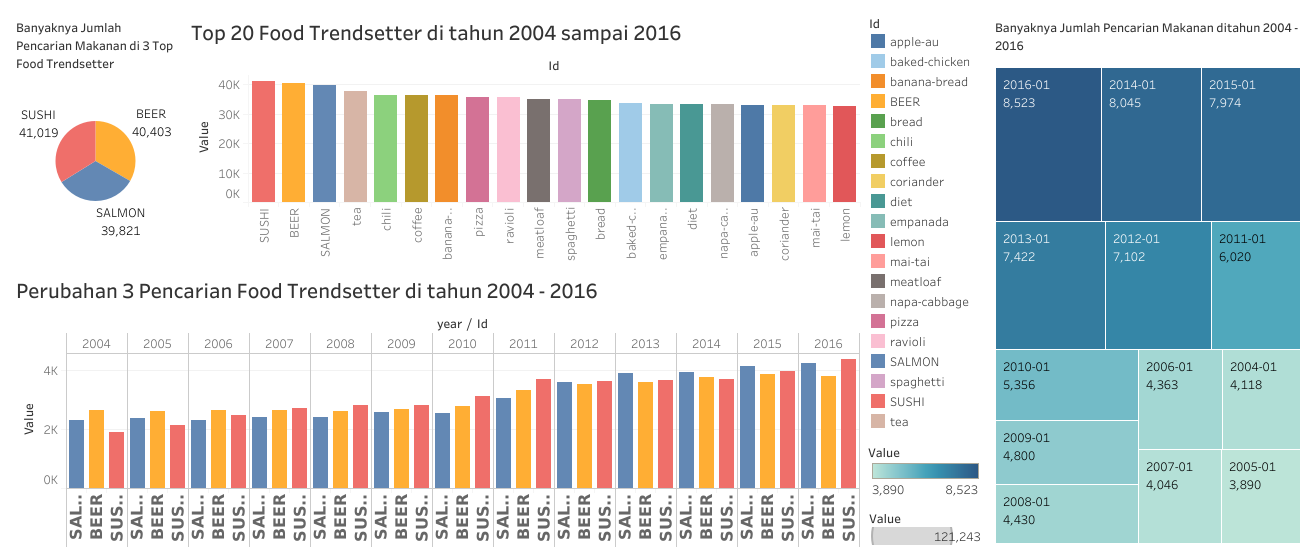 Banyaknya Jumlah
Pencarian Makanan di 3 Top
Food Trendsetter
SUSHI
41,019
BEER
40,403
SALMON
39,821
Top 20 Food Trendsetter di tahun 2004 sampai 2016
Id
Value
40K
30K
20K
10K
0K
SUSHI
BEER
SALMON
tea
chili
coffee
banana-..
pizza
ravioli
meatloaf
spaghetti
bread
baked-c..
empana..
diet
napa-ca..
apple-au
coriander
mai-tai
lemon
Perubahan 3 Pencarian Food Trendsetter di tahun 2004 - 2016
year / Id
2004 2005 2006 2007 2008 2009 2010 2011 2012 2013 2014 2015 2016
Value
4K
2K
0K
SAL.. BEER SUS.. SAL.. BEER SUS.. SAL.. BEER SUS.. SAL.. BEER SUS.. SAL.. BEER SUS.. SAL.. BEER SUS.. SAL.. BEER SUS.. SAL.. BEER SUS.. SAL.. BEER SUS.. SAL.. BEER SUS.. SAL.. BEER SUS.. SAL.. BEER SUS.. SAL.. BEER SUS..
Id
apple-au
baked-chicken
banana-bread
BEER
bread
chili
coffee
coriander
diet
empanada
lemon
mai-tai
meatloaf
napa-cabbage
pizza
ravioli
SALMON
spaghetti
SUSHI
tea
Value
3,890 8,523
Value
121,243
Banyaknya Jumlah Pencarian Makanan ditahun 2004 -
2016
2016-01
8,523
2014-01
8,045
2015-01
7,974
2013-01
7,422
2012-01
7,102
2011-01
6,020
2010-01
5,356
2009-01
4,800
2008-01
4,430
2006-01
4,363
2004-01
4,118
2007-01
4,046
2005-01
3,890